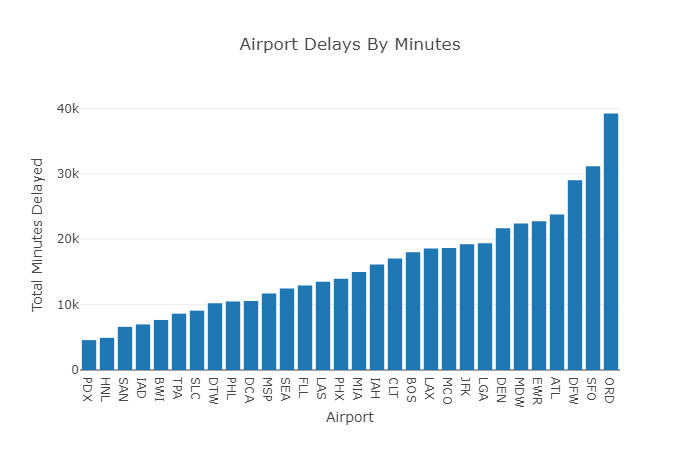 Airport Delays By Minutes
Total Minutes Delayed
40k
30k
20k
10k
0
PDX
HNL
SAN
IAD
BWI
TPA
SLC
DTW
PHL
DCA
MSP
SEA
FLL
LAS
PHX
MIA
IAH
CLT
BOS
LAX
MCO
JFK
LGA
DEN
MDW
EWR
ATL
DFW
SFO
ORD
Airport